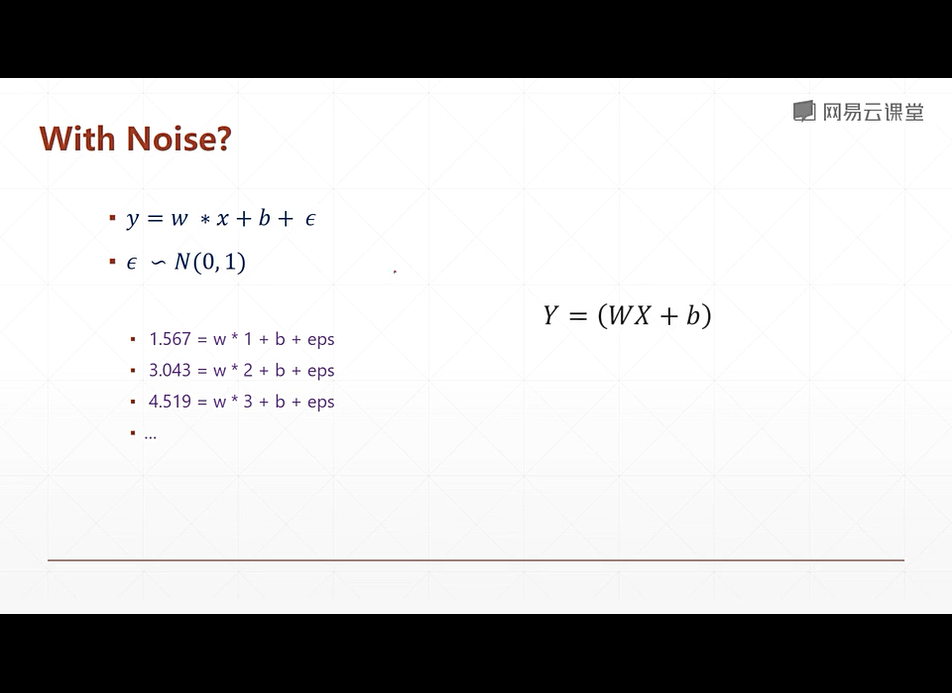 网易云课堂
With Noise?
y = w ∗ x + b + ϵ
ϵ ∽ N(0, 1)
Y = (WX + b)
1.567 = w * 1 + b + eps
3.043 = w * 2 + b + eps
4.519 = w * 3 + b + eps
...